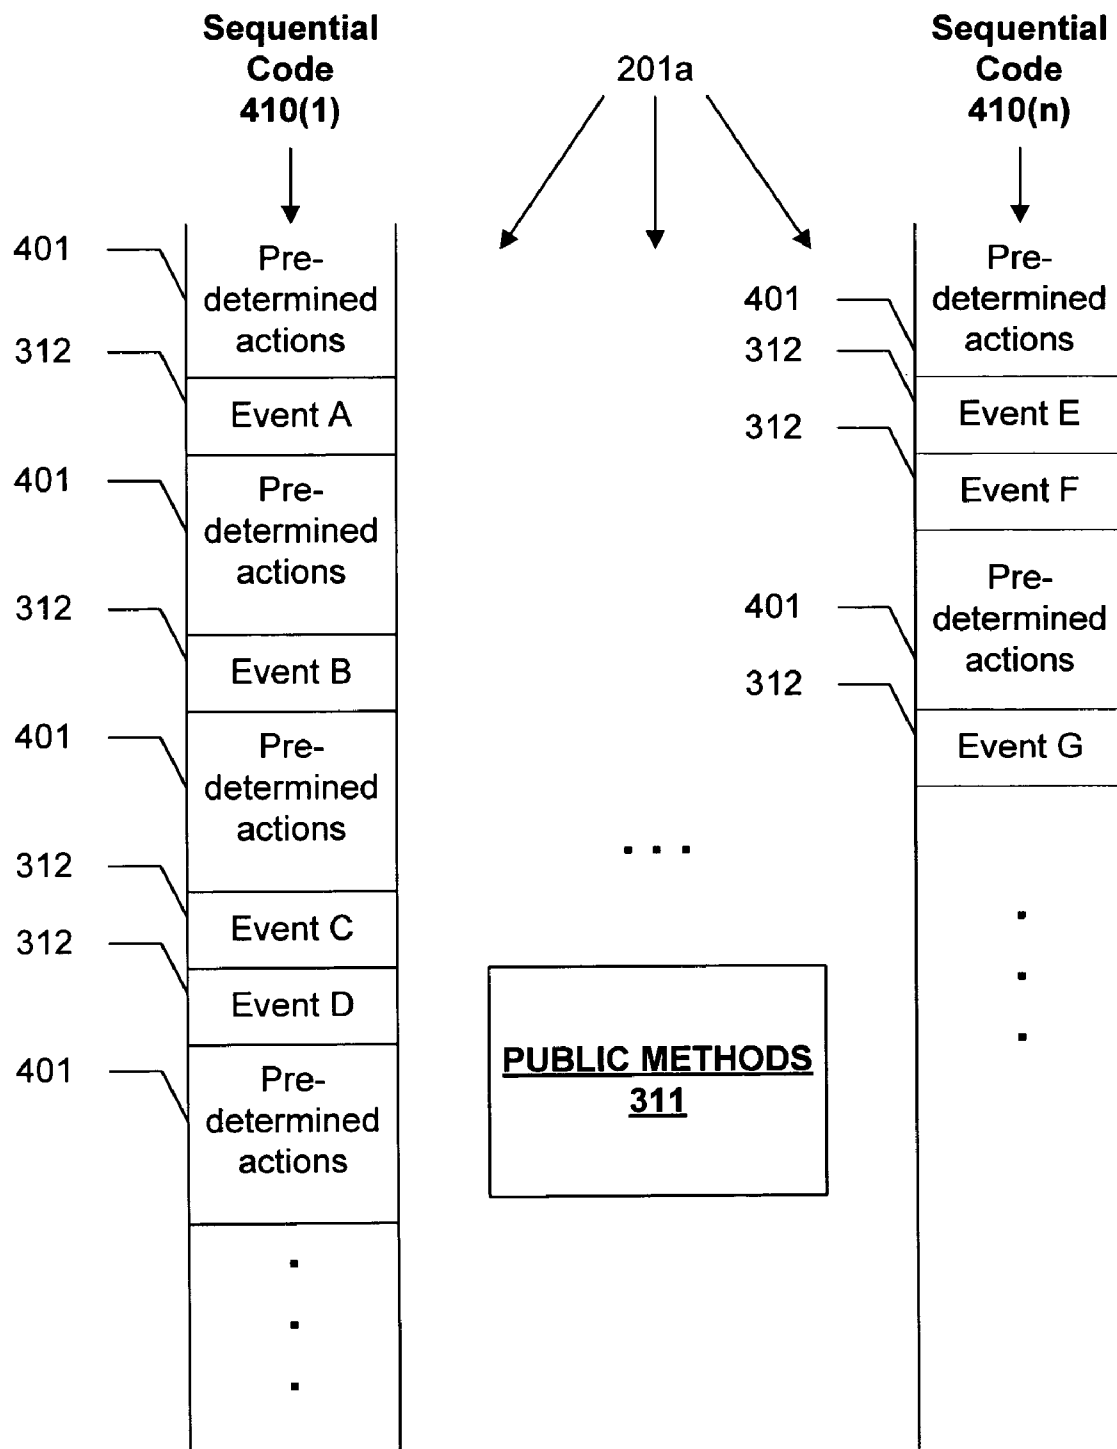 Sequential
Code
410(1)
201a
Sequential
Code
410(n)
401
Pre-
determined
actions
312
Event A
401
Pre-
determined
actions
312
Event B
401
Pre-
determined
actions
312
Event C
312
Event D
401
Pre-
determined
actions
. . .
PUBLIC METHODS
311
401
Pre-
determined
actions
312
Event E
312
Event F
401
Pre-
determined
actions
312
Event G